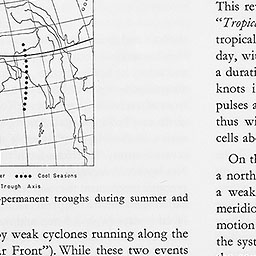 er •••• Cool Seasons
Trough Axis
-permanent troughs during summer and
by weak cyclones running along the
ar Front"). While these two events
This re
"Tropic
tropical
day, wi
a durati
knots i
pulses a
thus wi
cells ab
On th
a north
a weak
meridio
motion
the syst